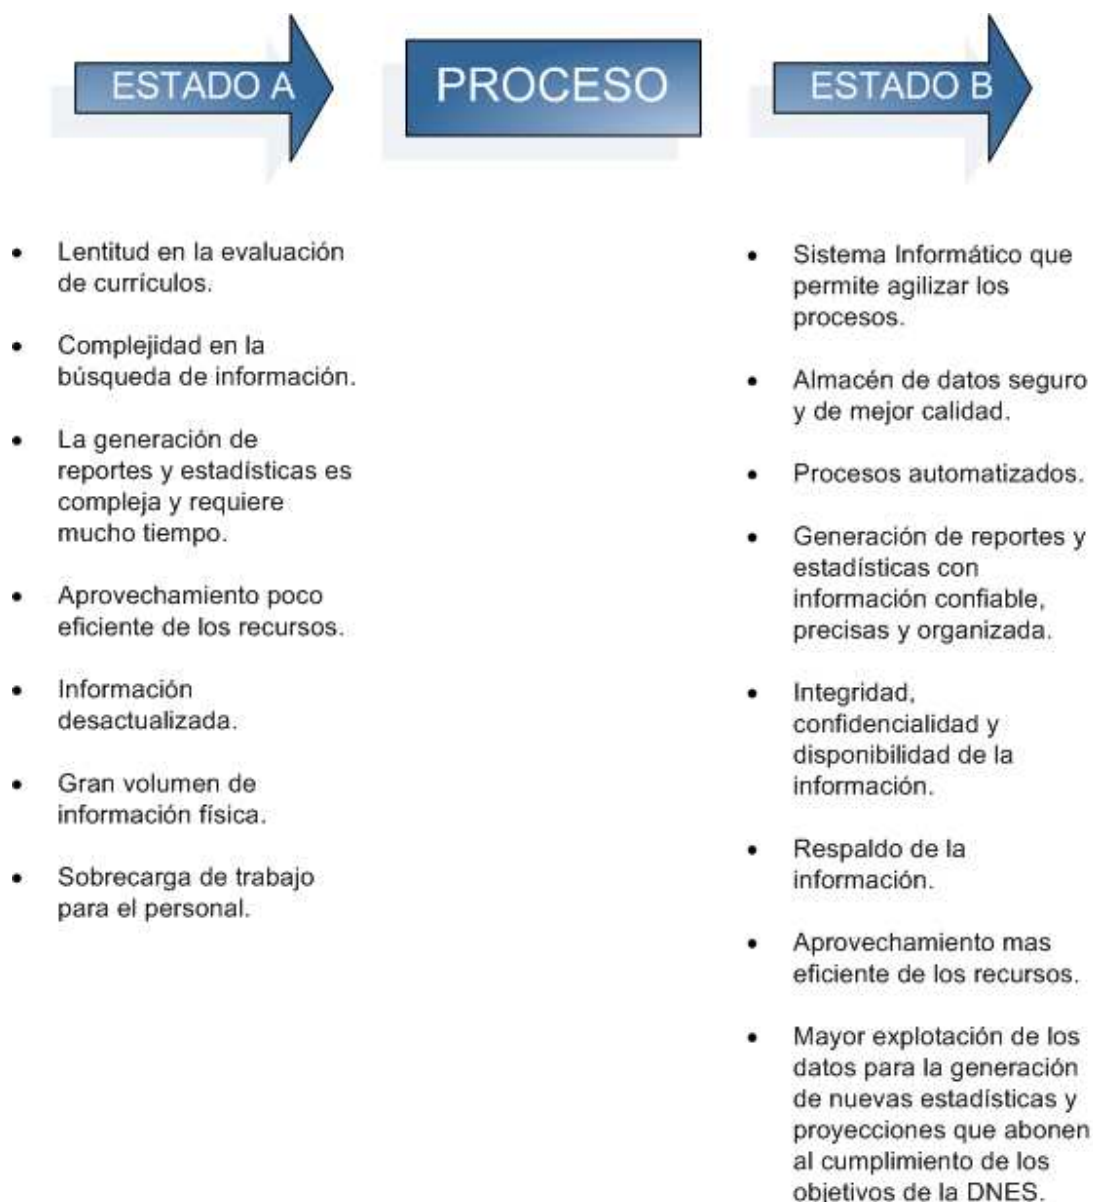 ESTADO A
PROCESO
ESTADO B
• Lentitud en la evaluación
de currículos.
• Complejidad en la
búsqueda de información.
• La generación de
reportes y estadísticas es
compleja y requiere
mucho tiempo.
• Aprovechamiento poco
eficiente de los recursos.
• Información
desactualizada.
• Gran volumen de
información física.
• Sobrecarga de trabajo
para el personal.
• Sistema Informático que
permite agilizar los
procesos.
• Almacén de datos seguro
y de mejor calidad.
• Procesos automatizados.
• Generación de reportes y
estadísticas con
información confiable,
precisas y organizada.
• Integridad,
confidencialidad y
disponibilidad de la
información.
• Respaldo de la
información.
• Aprovechamiento mas
eficiente de los recursos.
• Mayor explotación de los
datos para la generación
de nuevas estadísticas y
proyecciones que abonen
al cumplimiento de los
objetivos de la DNES.